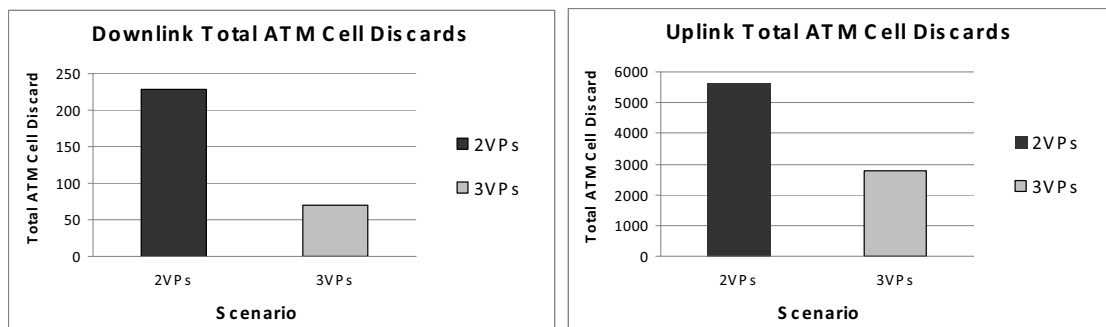 Downlink Total ATM Cell Discards
Total ATM Cell Discard
250
200
150
100
50
0
2VPs
3VPs
Scenario
2VPs
3VPs
Uplink Total ATM Cell Discards
Total ATM Cell Discard
6000
5000
4000
3000
2000
1000
0
2VPs
3VPs
Scenario
2VPs
3VPs